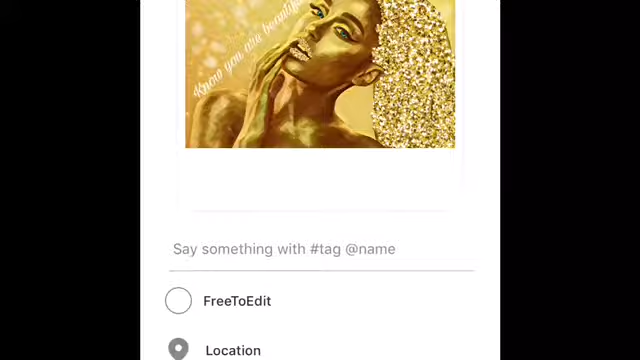 Know you are beautiful
Say something with #tag @name
FreeToEdit
Location